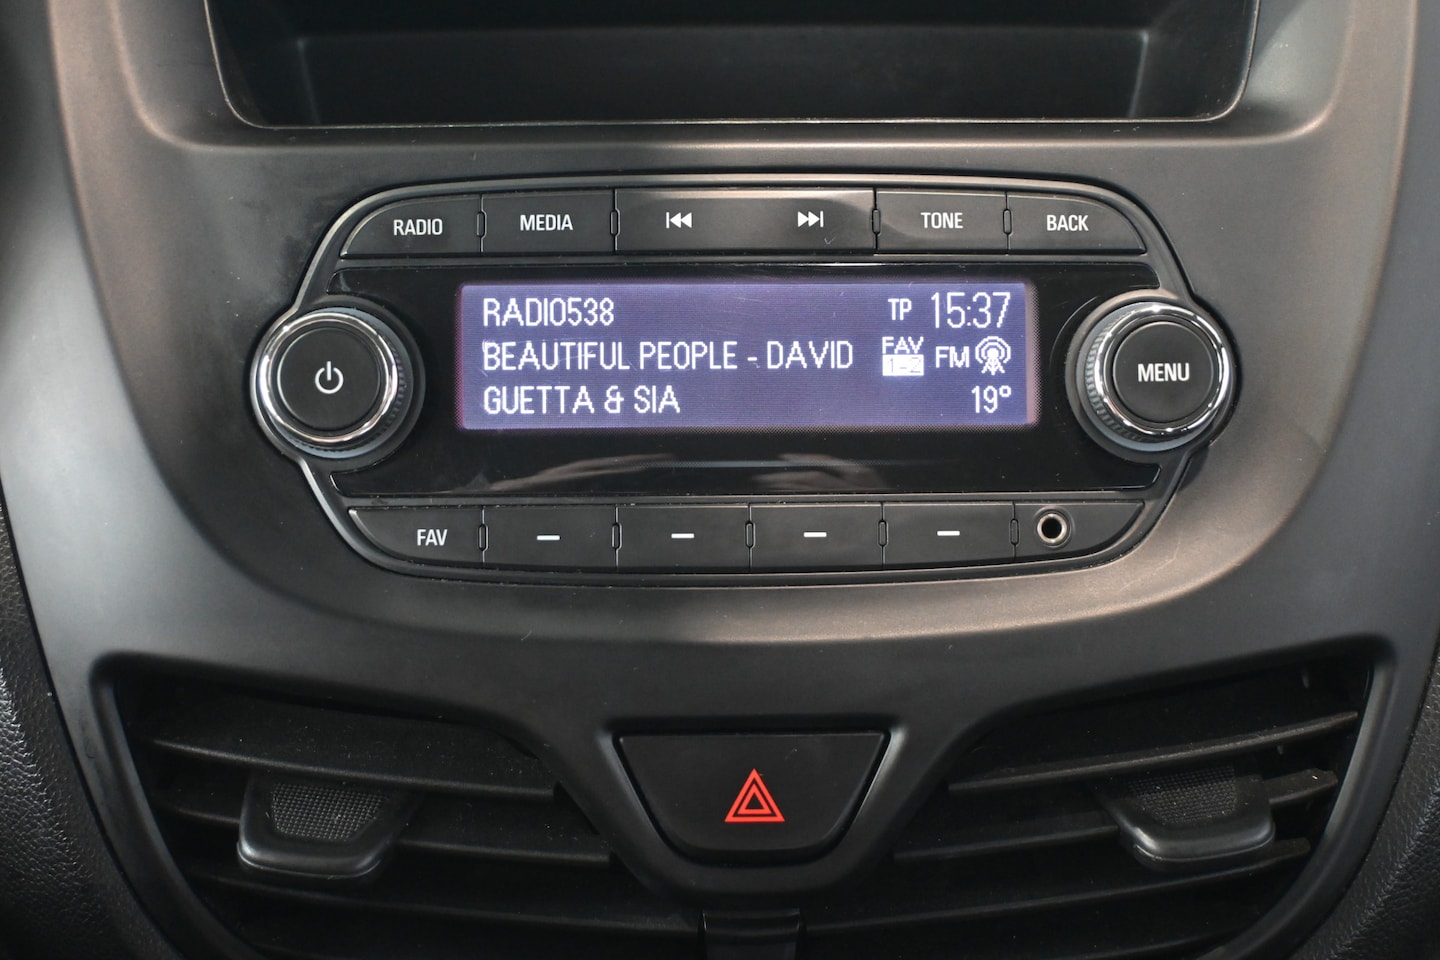 RADIO MEDIA TONE BACK
RADIO538 TP 15:37
BEAUTIFUL PEOPLE - DAVID FAV 1-2 FM
GUETTA & SIA 19°
MENU
FAV